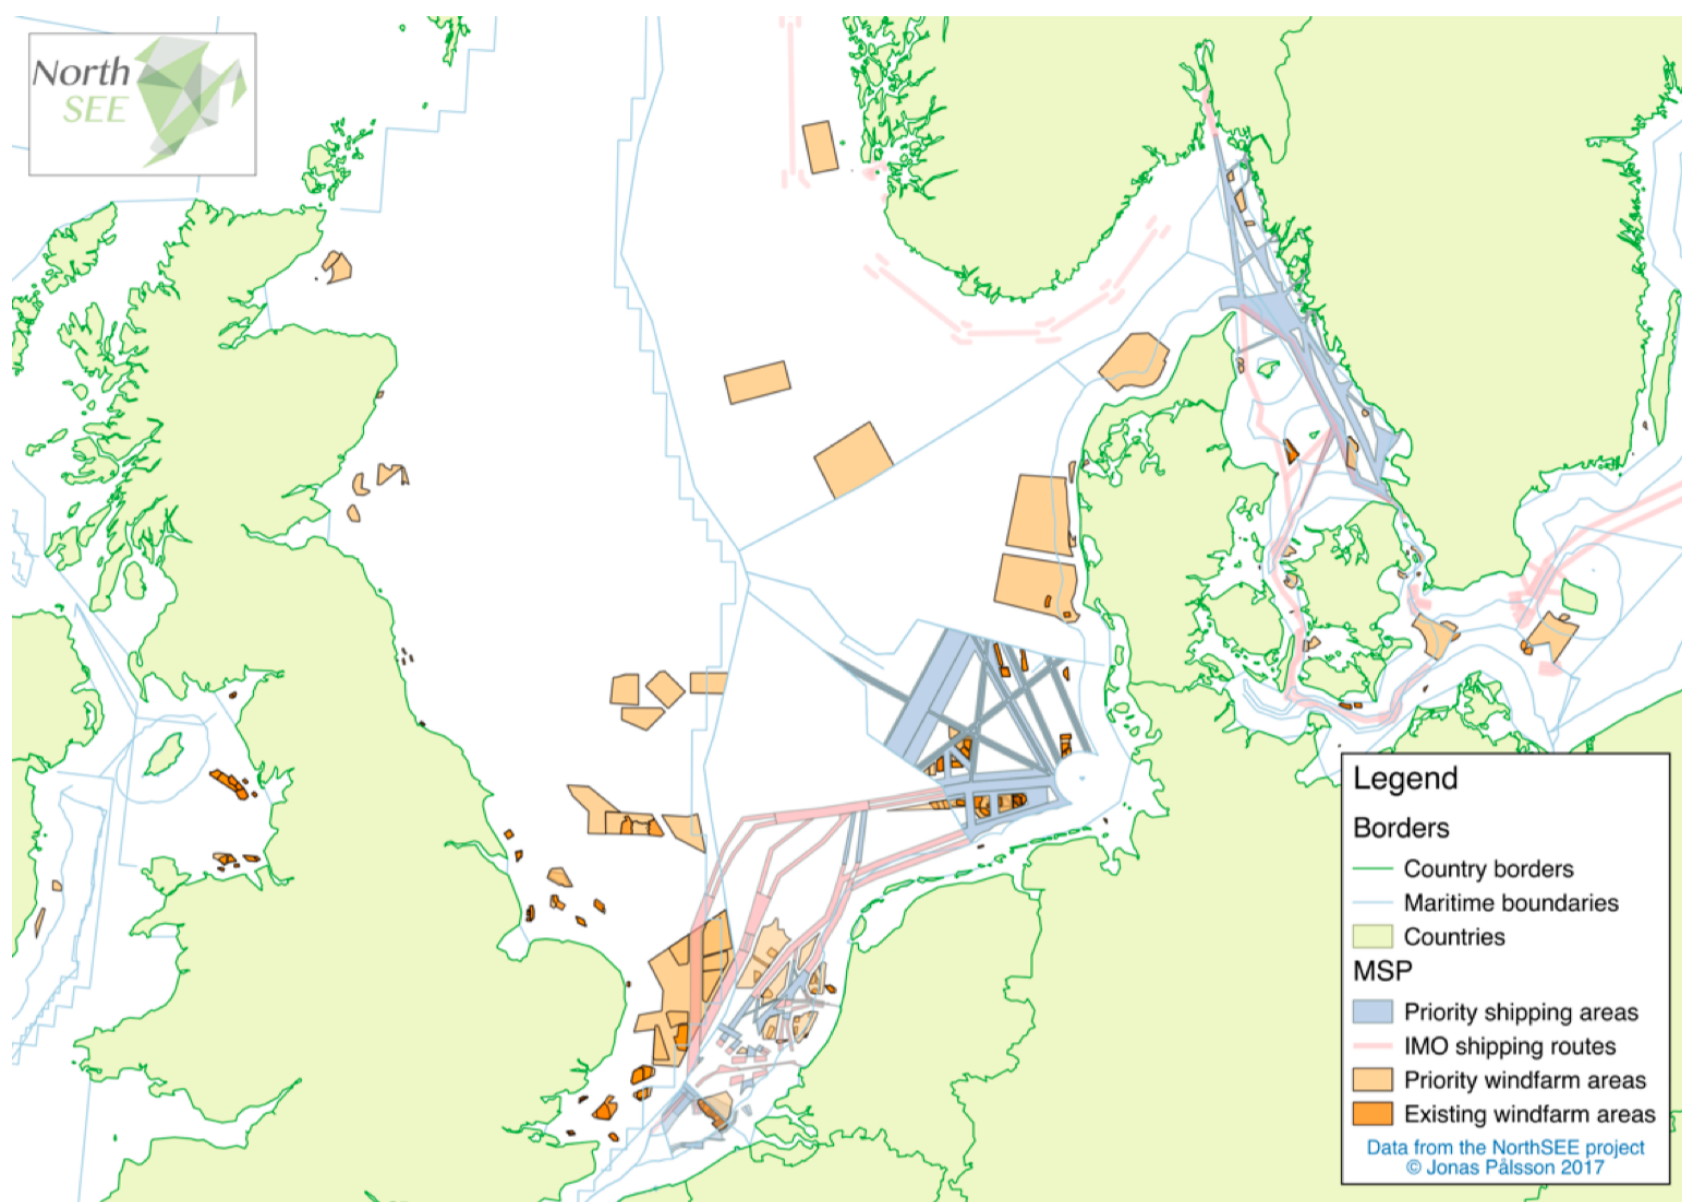 North
SEE
Legend
Borders
Country borders
Maritime boundaries
Countries
MSP
Priority shipping areas
IMO shipping routes
Priority windfarm areas
Existing windfarm areas
Data from the NorthSEE project
© Jonas Pålsson 2017